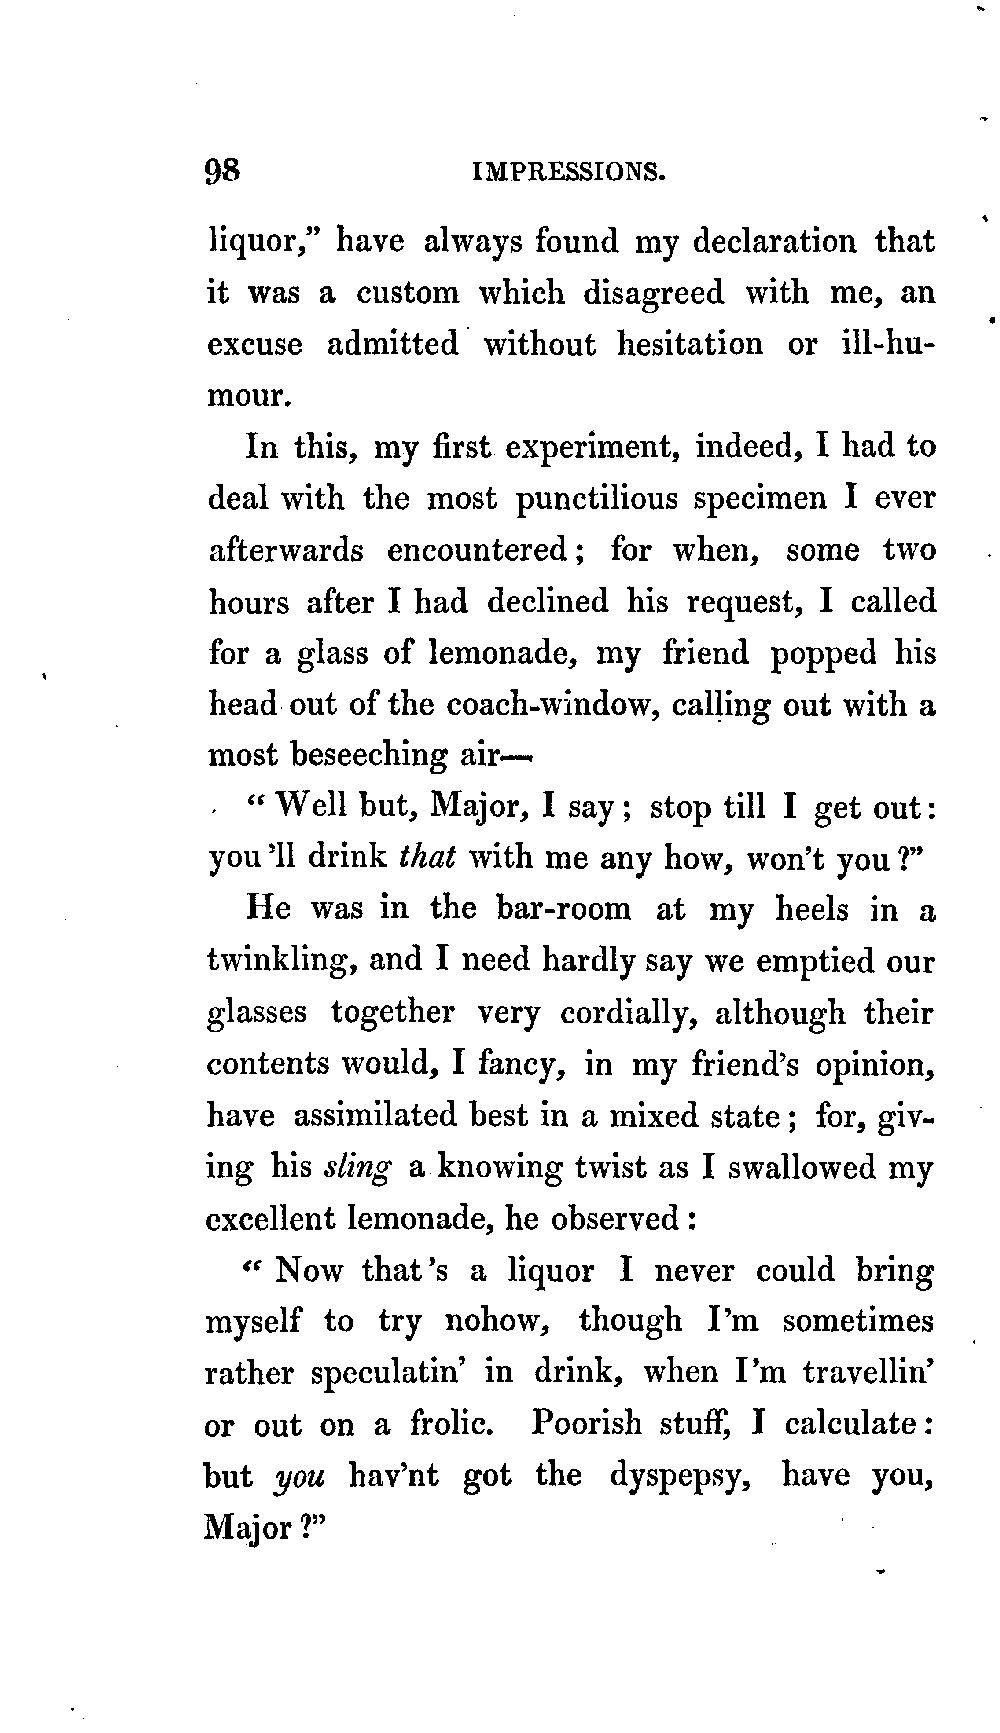 98 IMPRESSIONS.
liquor,” have always found my declaration that
it was a custom which disagreed with me, an
excuse admitted without hesitation or ill-hu-
mour.
In this, my first experiment, indeed, I had to
deal with the most punctilious specimen I ever
afterwards encountered; for when, some two
hours after I had declined his request, I called
for a glass of lemonade, my friend popped his
head out of the coach-window, calling out with a
most beseeching air—
“Well but, Major, I say; stop till I get out:
you’ll drink that with me any how, won’t you?”
He was in the bar-room at my heels in a
twinkling, and I need hardly say we emptied our
glasses together very cordially, although their
contents would, I fancy, in my friend’s opinion,
have assimilated best in a mixed state; for, giv-
ing his sling a knowing twist as I swallowed my
excellent lemonade, he observed:
“Now that’s a liquor I never could bring
myself to try nohow, though I’m sometimes
rather speculatin’ in drink, when I’m travellin’
or out on a frolic. Poorish stuff, I calculate:
but you hav’nt got the dyspepsy, have you,
Major?”